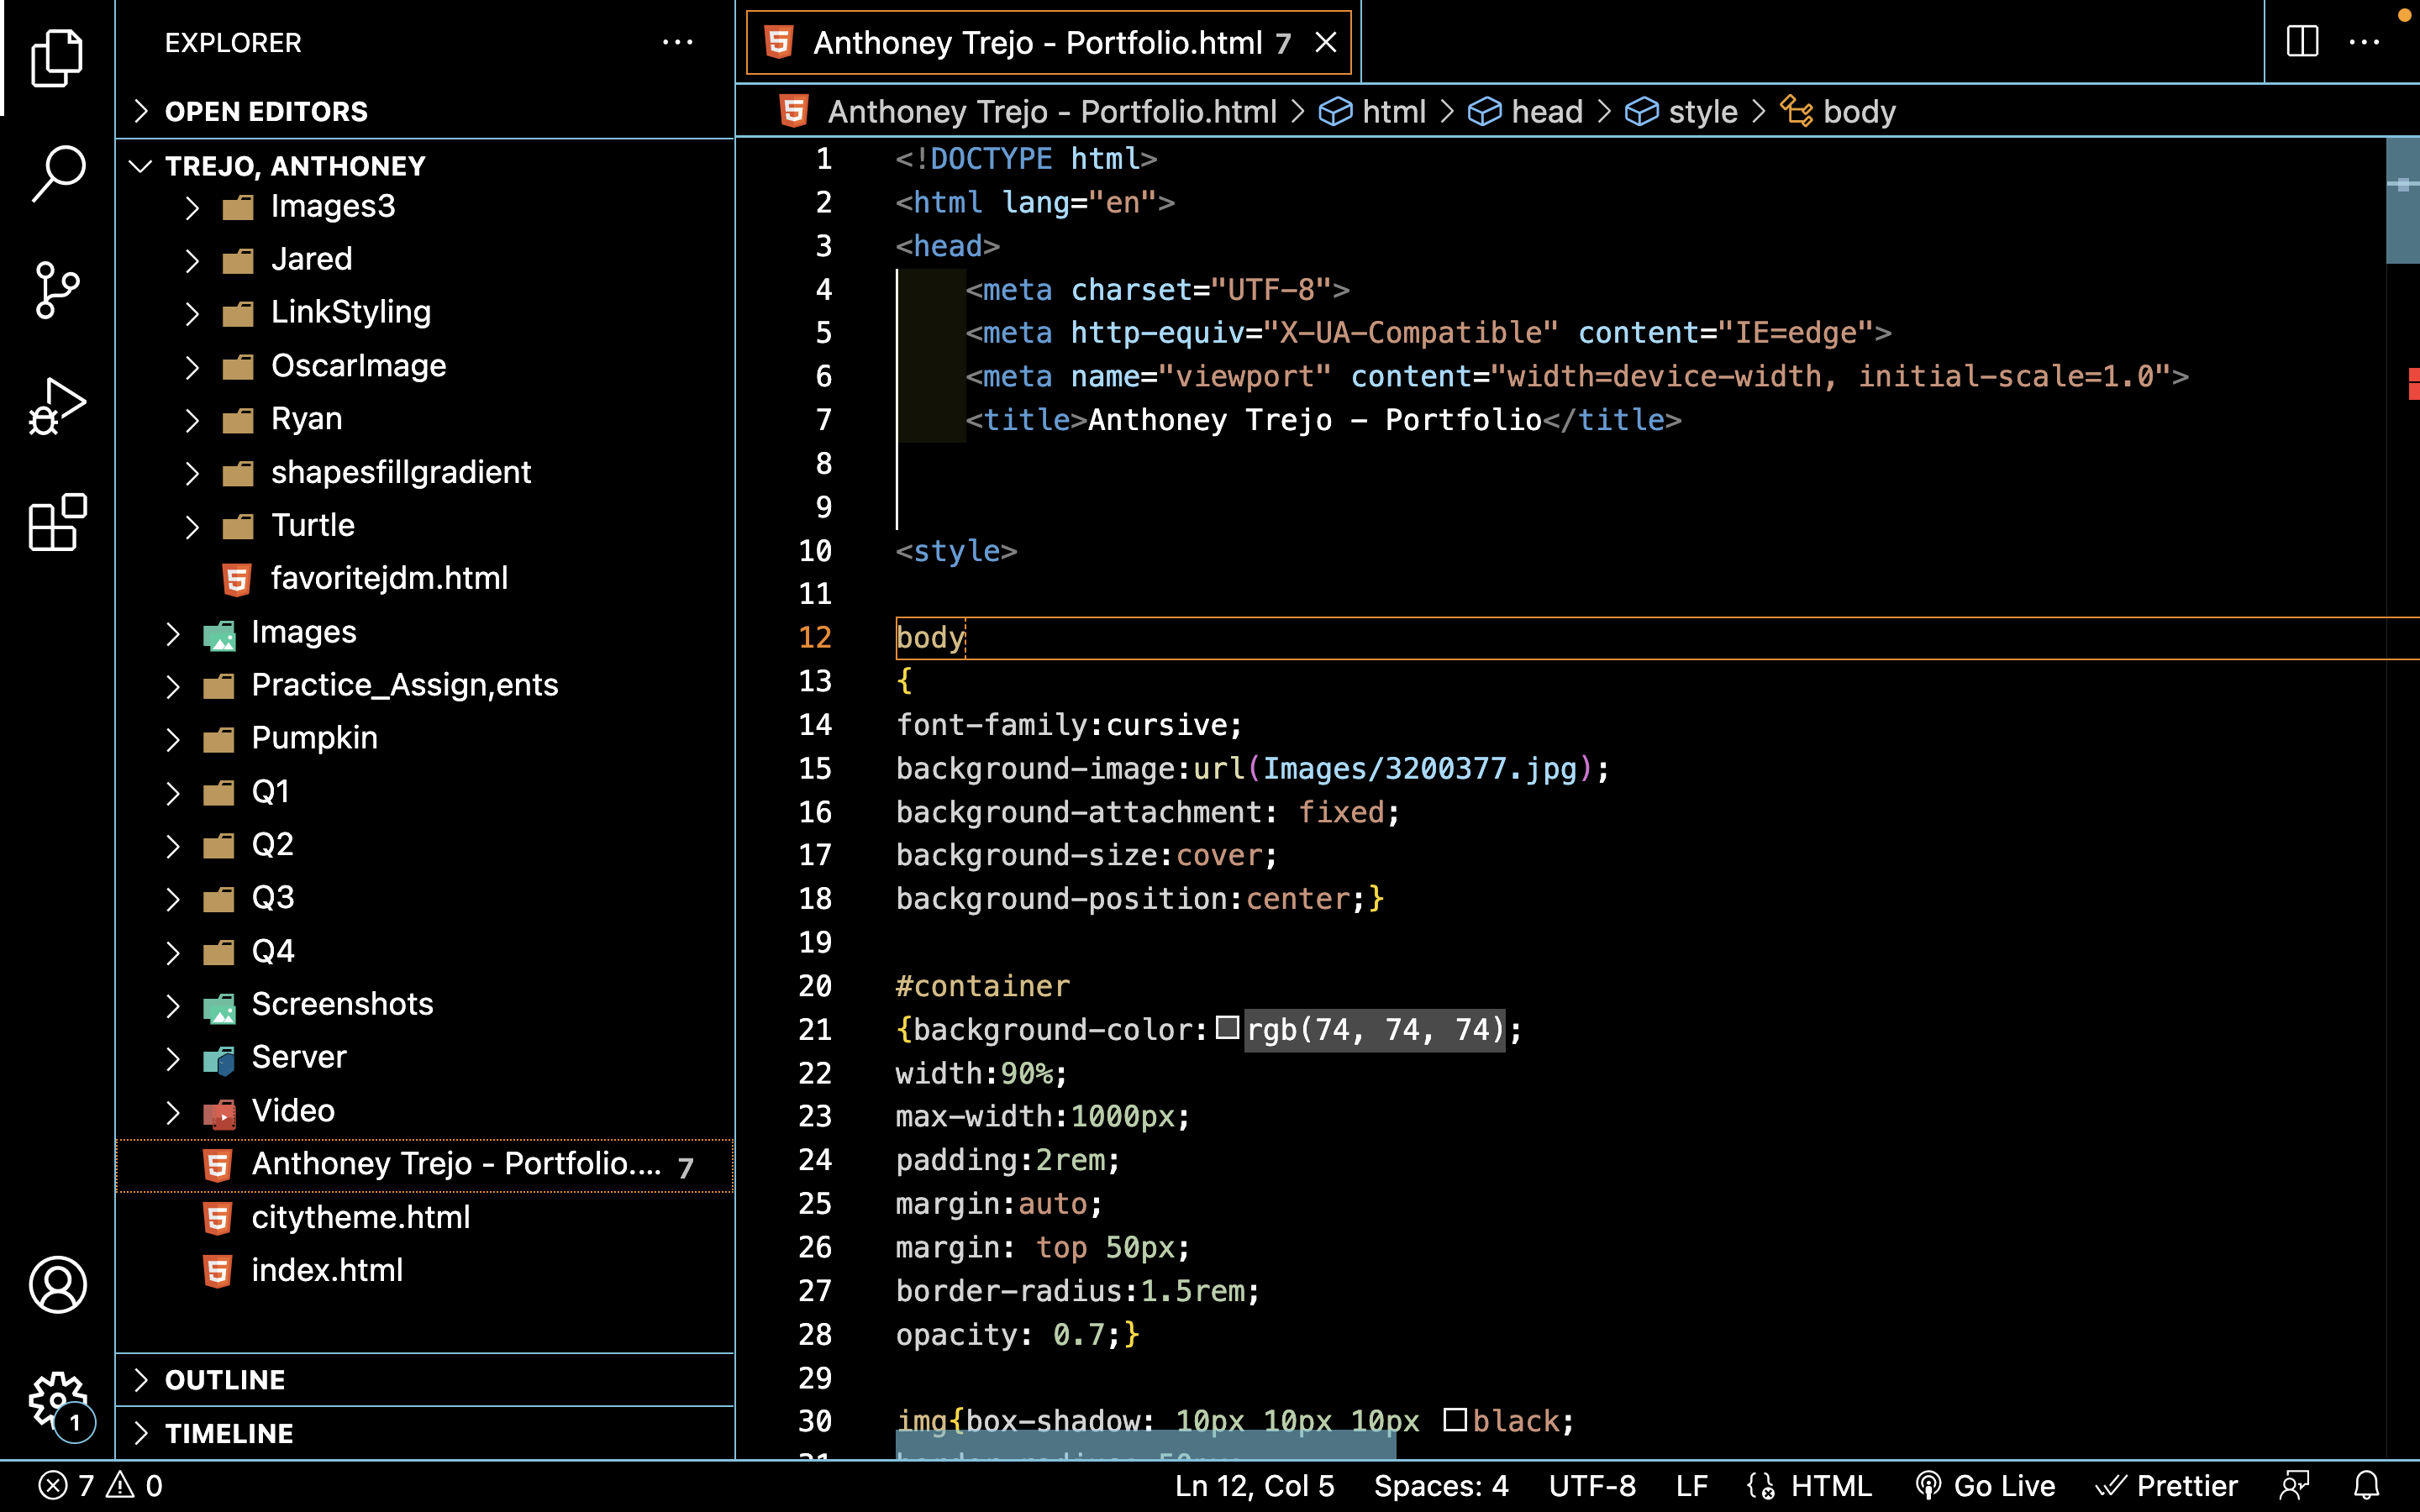 EXPLORER
OPEN EDITORS
TREJO, ANTHONEY
Images3
Jared
LinkStyling
OscarImage
Ryan
shapesfillgradient
Turtle
favoritejdm.html
Images
Practice_Assign,ents
Pumpkin
Q1
Q2
Q3
Q4
Screenshots
Server
Video
Anthoney Trejo - Portfolio.... 7
citytheme.html
index.html
OUTLINE
TIMELINE
1
Anthoney Trejo - Portfolio.html 7
Anthoney Trejo - Portfolio.html > html > head > style > body
1 <!DOCTYPE html>
2 <html lang="en">
3 <head>
4 <meta charset="UTF-8">
5 <meta http-equiv="X-UA-Compatible" content="IE=edge">
6 <meta name="viewport" content="width=device-width, initial-scale=1.0">
7 <title>Anthoney Trejo - Portfolio</title>
8
9
10 <style>
11
12 body
13 {
14 font-family:cursive;
15 background-image:url(Images/3200377.jpg);
16 background-attachment: fixed;
17 background-size:cover;
18 background-position:center;}
19
20 #container
21 {background-color:rgb(74, 74, 74);
22 width:90%;
23 max-width:1000px;
24 padding:2rem;
25 margin:auto;
26 margin: top 50px;
27 border-radius:1.5rem;
28 opacity: 0.7;}
29
30 img{box-shadow: 10px 10px 10px black;
7 0
Ln 12, Col 5 Spaces: 4 UTF-8 LF HTML Go Live Prettier